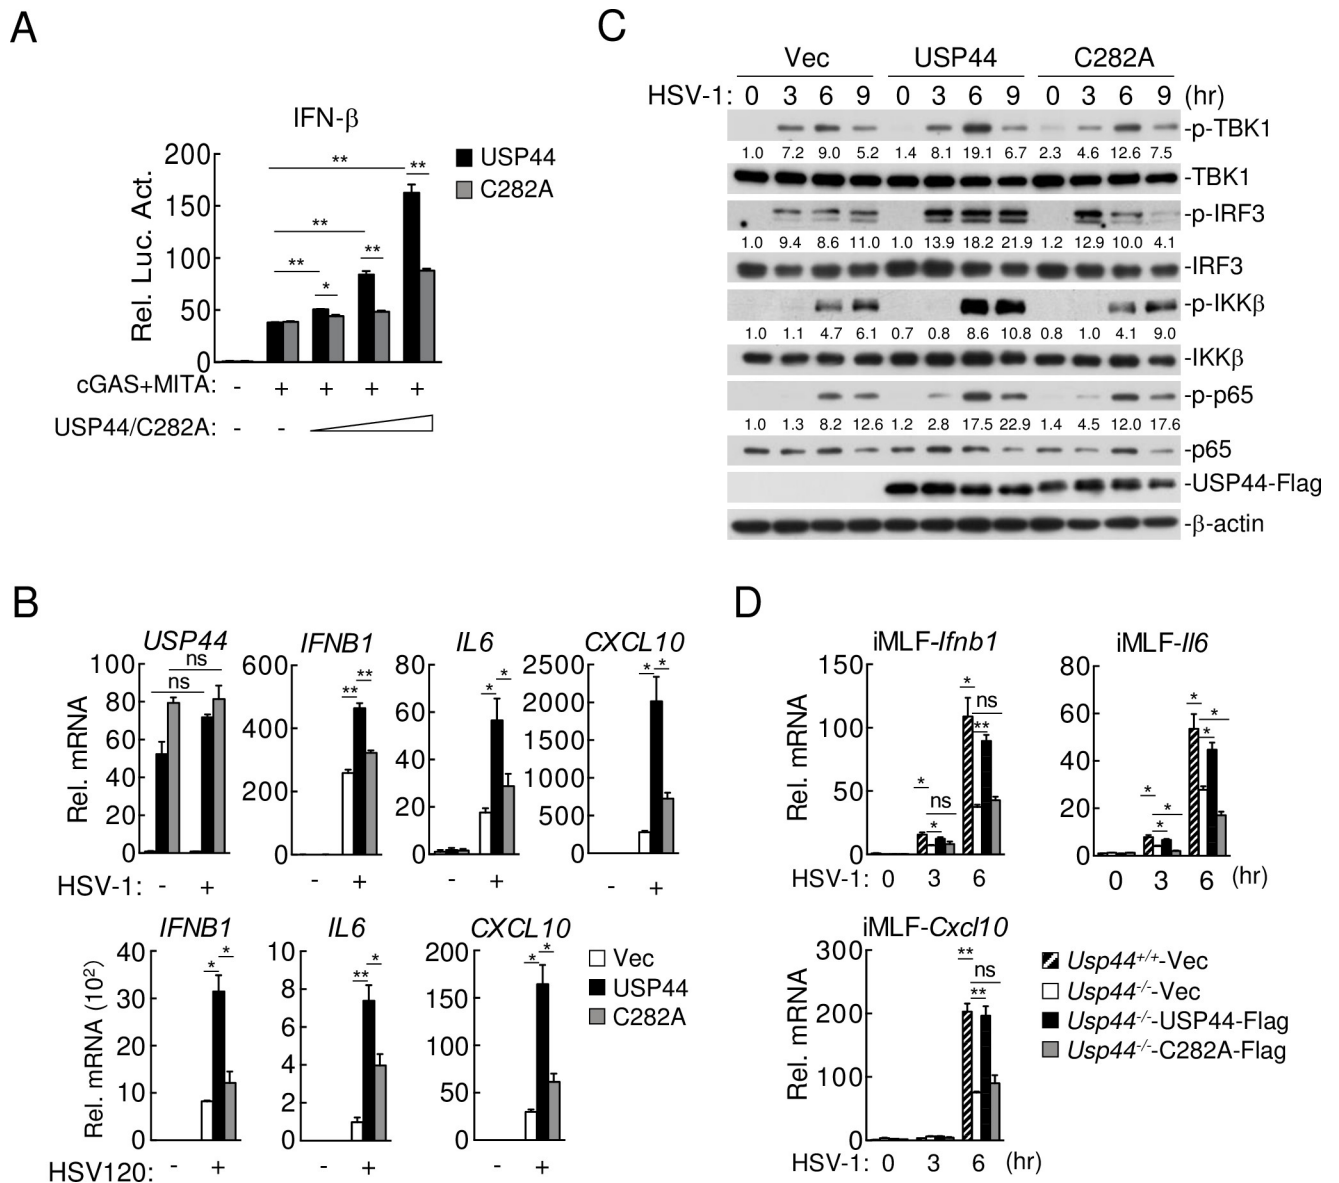 A
IFN-β
USP44
C282A
Rel. Luc. Act.
200
150
100
50
0
** ** ** ** ** * **
cGAS+MITA: - + + + +
USP44/C282A: - -
C
Vec USP44 C282A
HSV-1: 0 3 6 9 0 3 6 9 0 3 6 9 (hr)
-p-TBK1
1.0 7.2 9.0 5.2 1.4 8.1 19.1 6.7 2.3 4.6 12.6 7.5
-TBK1
-p-IRF3
1.0 9.4 8.6 11.0 1.0 13.9 18.2 21.9 1.2 12.9 10.0 4.1
-IRF3
-p-IKKβ
1.0 1.1 4.7 6.1 0.7 0.8 8.6 10.8 0.8 1.0 4.1 9.0
-IKKβ
-p-p65
1.0 1.3 8.2 12.6 1.2 2.8 17.5 22.9 1.4 4.5 12.0 17.6
-p65
-USP44-Flag
-β-actin
B
USP44 IFNB1 IL6 CXCL10
Rel. mRNA
100 80 60 40 20 0
ns
ns
600 400 200 0
** **
80 60 40 20 0
* *
2500 2000 1500 1000 500 0
* *
HSV-1: - + - + - + - +
IFNB1 IL6 CXCL10
Rel. mRNA (10²)
40 30 20 10 0
* *
10 8 6 4 2 0
** *
200 150 100 50 0
* *
Vec
USP44
C282A
HSV120: - + - + - +
D
iMLF-Ifnb1 iMLF-Il6
Rel. mRNA
150 100 50 0
* ns * * ns **
80 60 40 20 0
* * * * * *
HSV-1: 0 3 6 0 3 6 (hr)
iMLF-Cxcl10
Rel. mRNA
300 200 100 0
** ns **
HSV-1: 0 3 6 (hr)
Usp44+/+-Vec
Usp44-/--Vec
Usp44-/--USP44-Flag
Usp44-/--C282A-Flag